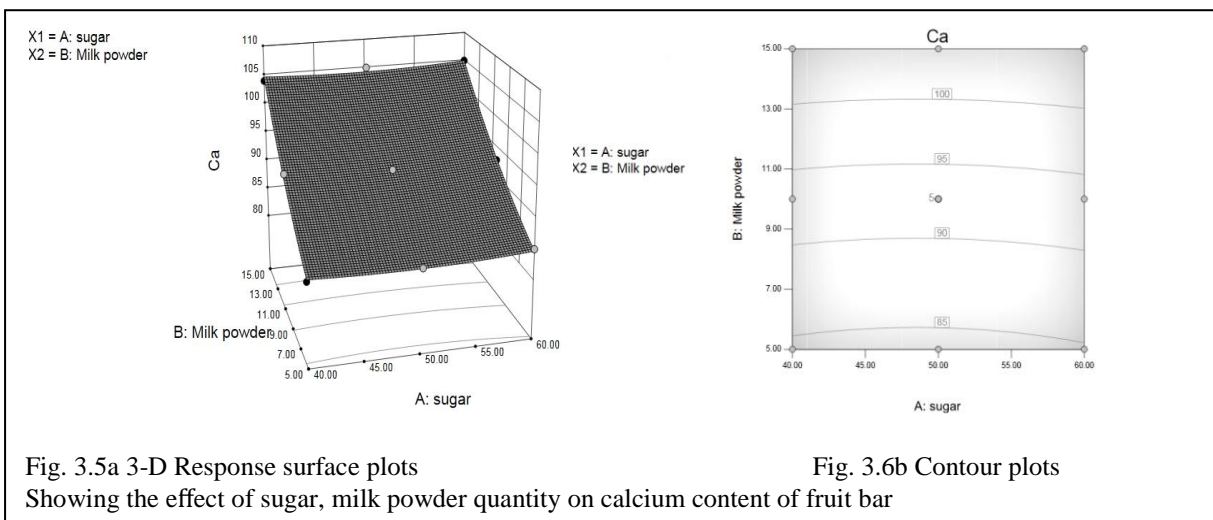 X1 = A: sugar
X2 = B: Milk powder
110
105
100
95
90
85
80
Ca
15.00
13.00
11.00
9.00
7.00
5.00
B: Milk powder
40.00
45.00
50.00
55.00
60.00
A: sugar
X1 = A: sugar
X2 = B: Milk powder
Ca
15.00
13.00
11.00
9.00
7.00
5.00
B: Milk powder
100
95
5
90
85
40.00
45.00
50.00
55.00
60.00
A: sugar
Fig. 3.5a 3-D Response surface plots
Fig. 3.6b Contour plots
Showing the effect of sugar, milk powder quantity on calcium content of fruit bar